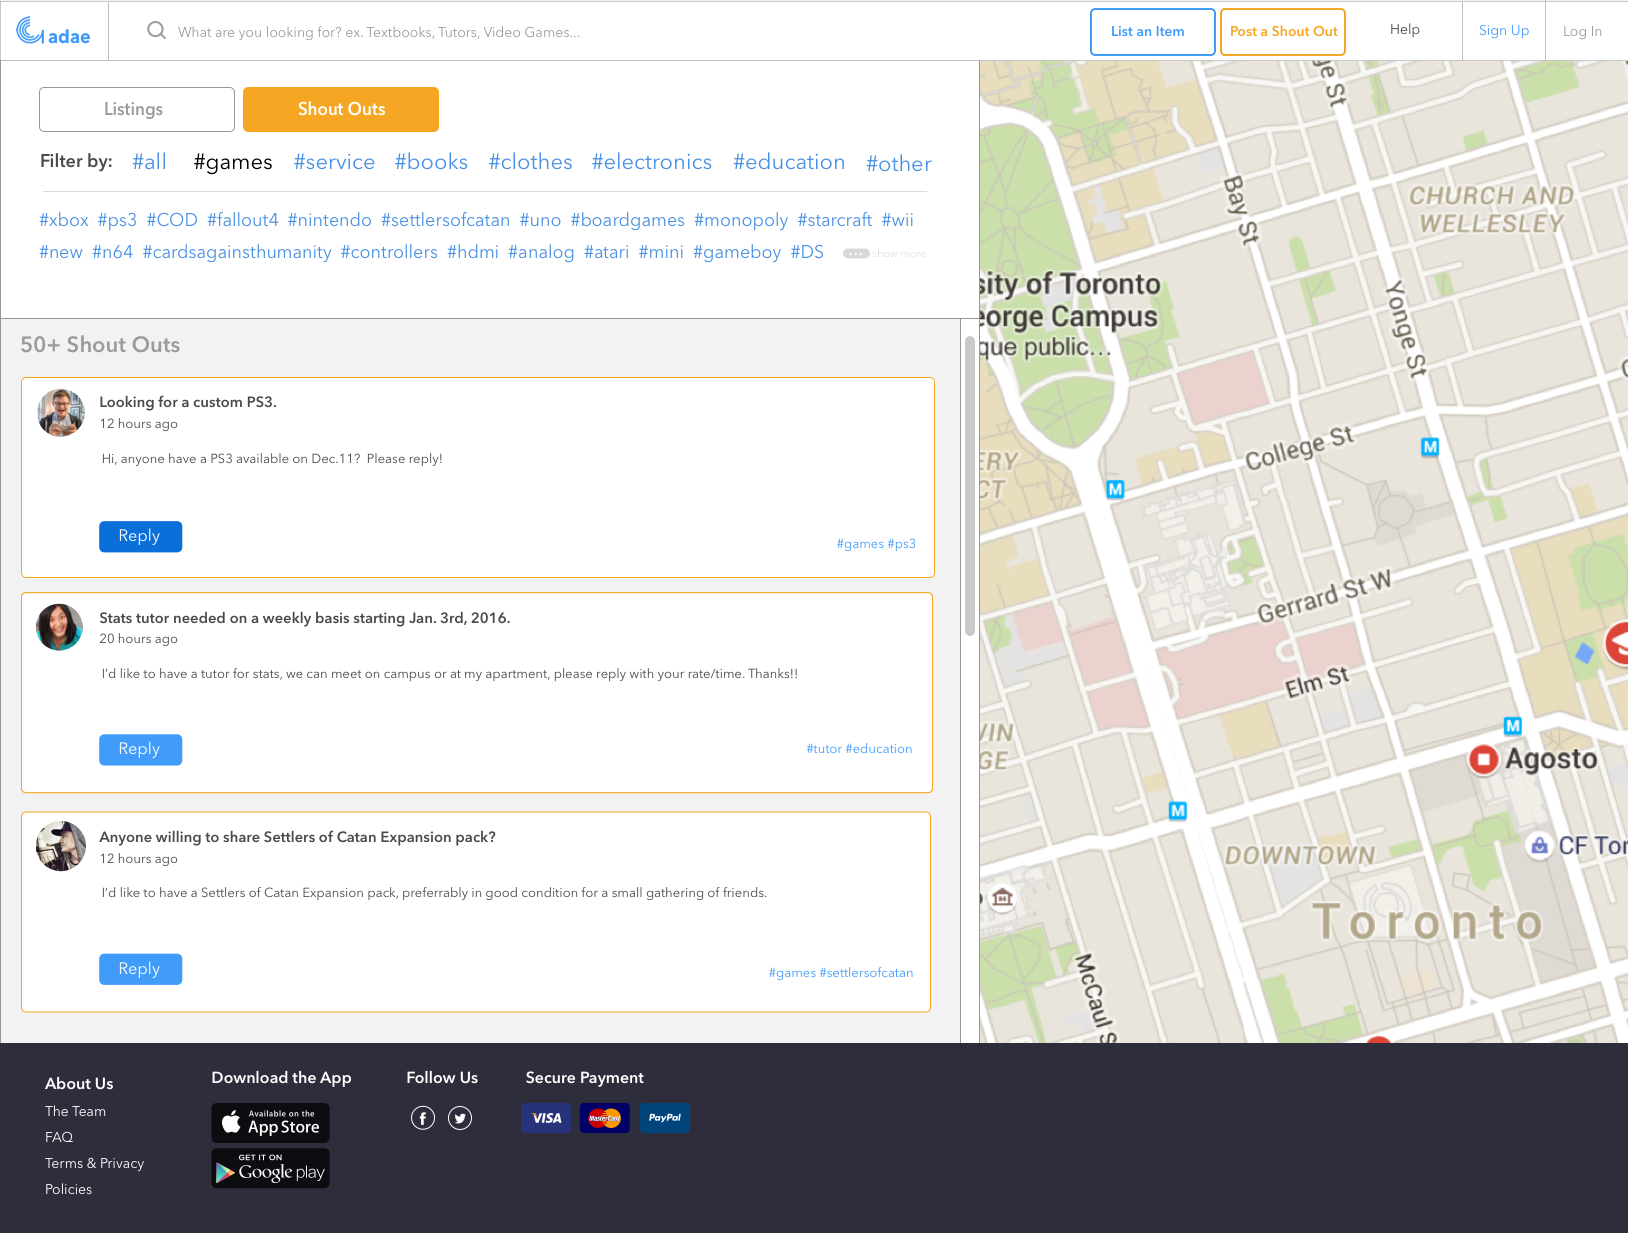 adae
What are you looking for? ex. Textbooks, Tutors, Video Games...
List an Item
Post a Shout Out
Help
Sign Up
Log In
Listings
Shout Outs
Filter by: #all #games #service #books #clothes #electronics #education #other
#xbox #ps3 #COD #fallout4 #nintendo #settlersofcatan #uno #boardgames #monopoly #starcraft #wii
#new #n64 #cardsagainsthumanity #controllers #hdmi #analog #atari #mini #gameboy #DS
show more
50+ Shout Outs
Looking for a custom PS3.
12 hours ago
Hi, anyone have a PS3 available on Dec.11? Please reply!
Reply
#games #ps3
Stats tutor needed on a weekly basis starting Jan. 3rd, 2016.
20 hours ago
I'd like to have a tutor for stats, we can meet on campus or at my apartment, please reply with your rate/time. Thanks!!
Reply
#tutor #education
Anyone willing to share Settlers of Catan Expansion pack?
12 hours ago
I'd like to have a Settlers of Catan Expansion pack, preferrably in good condition for a small gathering of friends.
Reply
#games #settlersofcatan
ge St
Bay St
CHURCH AND
WELLESLEY
sity of Toronto
eorge Campus
que public...
Yonge St
College St
M
M
ERY
CT
Gerrard St W
Elm St
M
VIN
GE
Agosto
M
CF Tor
DOWNTOWN
Toronto
McCaul S
About Us
The Team
FAQ
Terms & Privacy
Policies
Download the App
Available on the
App Store
GET IT ON
Google play
Follow Us
f
Secure Payment
VISA
MasterCard
PayPal